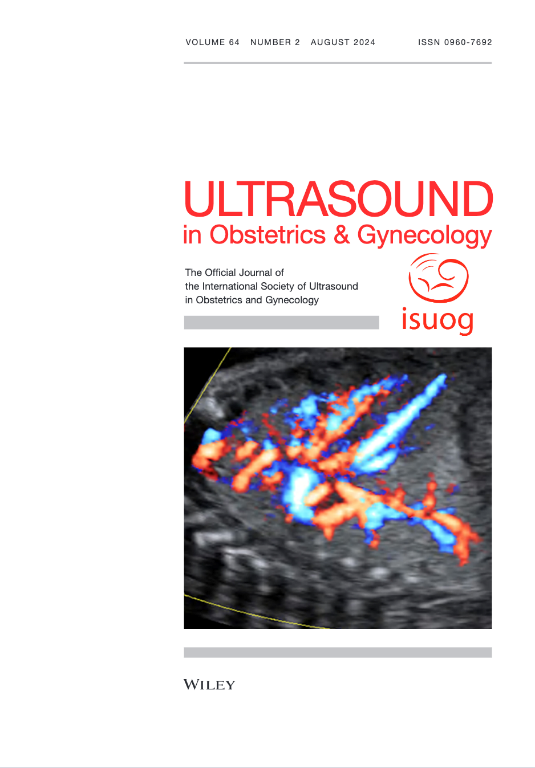 VOLUME 64 NUMBER 2 AUGUST 2024 ISSN 0960-7692
ULTRASOUND
in Obstetrics & Gynecology
The Official Journal of
the International Society of Ultrasound
in Obstetrics and Gynecology
isuog
WILEY